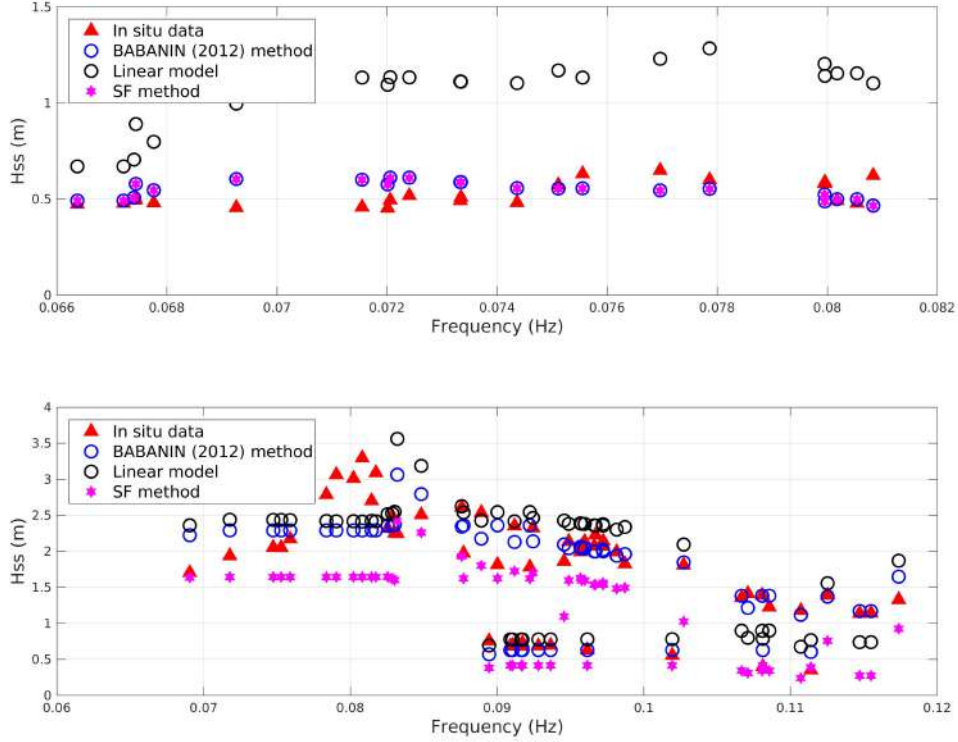 1.5
1
0.5
0
Hss (m)
In situ data
BABANIN (2012) method
Linear model
SF method
0.066 0.068 0.07 0.072 0.074 0.076 0.078 0.08 0.082
Frequency (Hz)
4
3.5
3
2.5
2
1.5
1
0.5
0
Hss (m)
In situ data
BABANIN (2012) method
Linear model
SF method
0.06 0.07 0.08 0.09 0.1 0.11 0.12
Frequency (Hz)